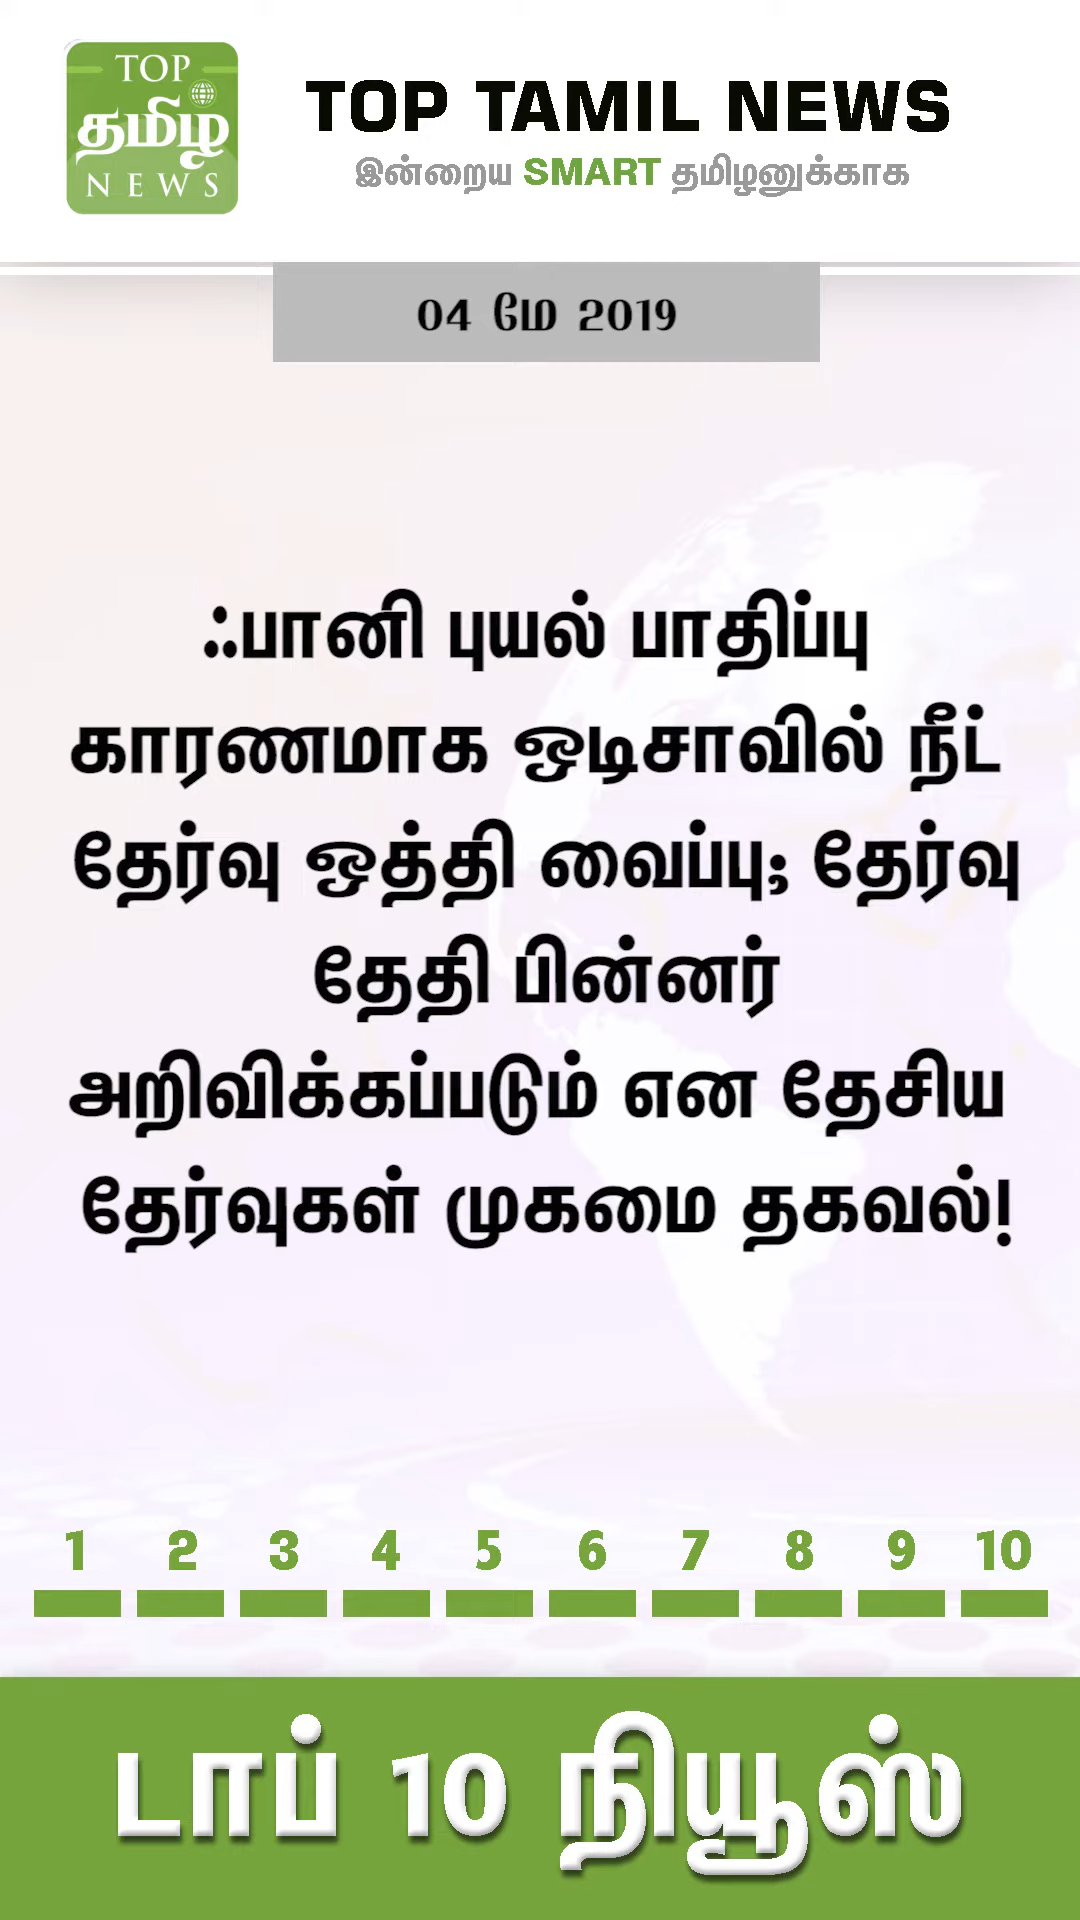 TOP
தமிழ்
NEWS
TOP TAMIL NEWS
இன்றைய SMART தமிழனுக்காக
04 மே 2019
ஃபானி புயல் பாதிப்பு
காரணமாக ஒடிசாவில் நீட்
தேர்வு ஒத்தி வைப்பு; தேர்வு
தேதி பின்னர்
அறிவிக்கப்படும் என தேசிய
தேர்வுகள் முகமை தகவல்!
1 2 3 4 5 6 7 8 9 10
டாப் 10 நியூஸ்